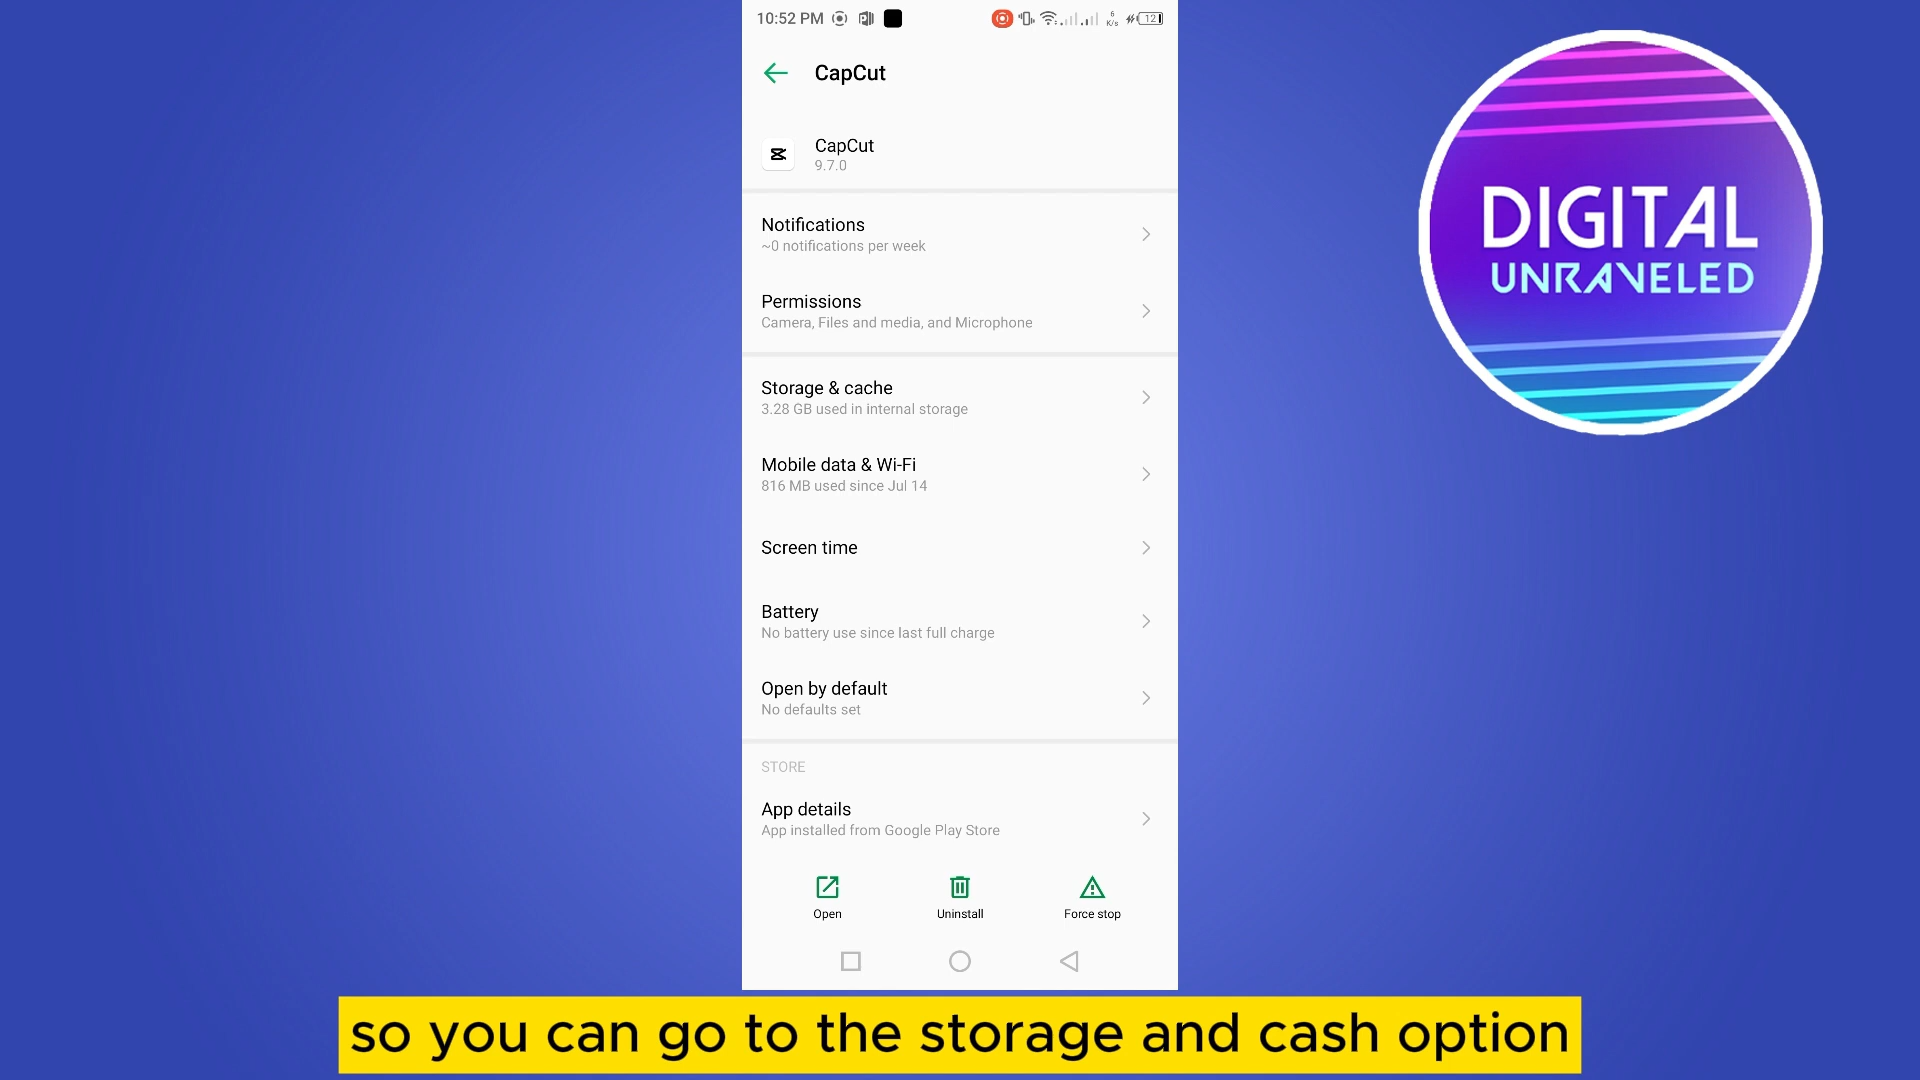 10:52 PM
6
K/s
12
CapCut
CapCut
9.7.0
Notifications
~0 notifications per week
Permissions
Camera, Files and media, and Microphone
Storage & cache
3.28 GB used in internal storage
Mobile data & Wi-Fi
816 MB used since Jul 14
Screen time
Battery
No battery use since last full charge
Open by default
No defaults set
STORE
App details
App installed from Google Play Store
Open
Uninstall
Force stop
DIGITAL
UNRAVELED
so you can go to the storage and cash option